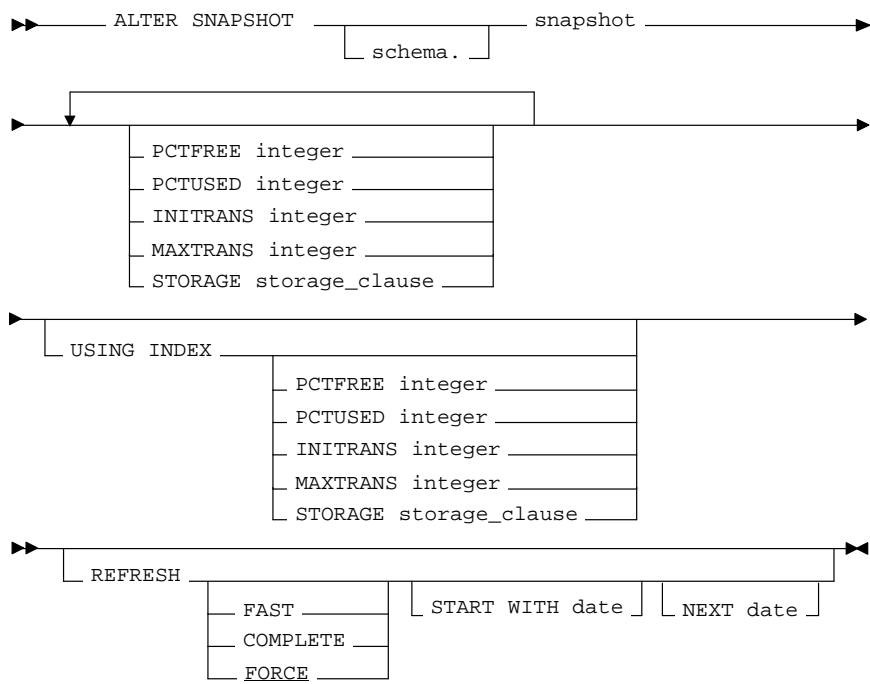 ALTER SNAPSHOT schema. snapshot
PCTFREE integer
PCTUSED integer
INITRANS integer
MAXTRANS integer
STORAGE storage_clause
USING INDEX
PCTFREE integer
PCTUSED integer
INITRANS integer
MAXTRANS integer
STORAGE storage_clause
REFRESH
FAST
COMPLETE
FORCE
START WITH date
NEXT date